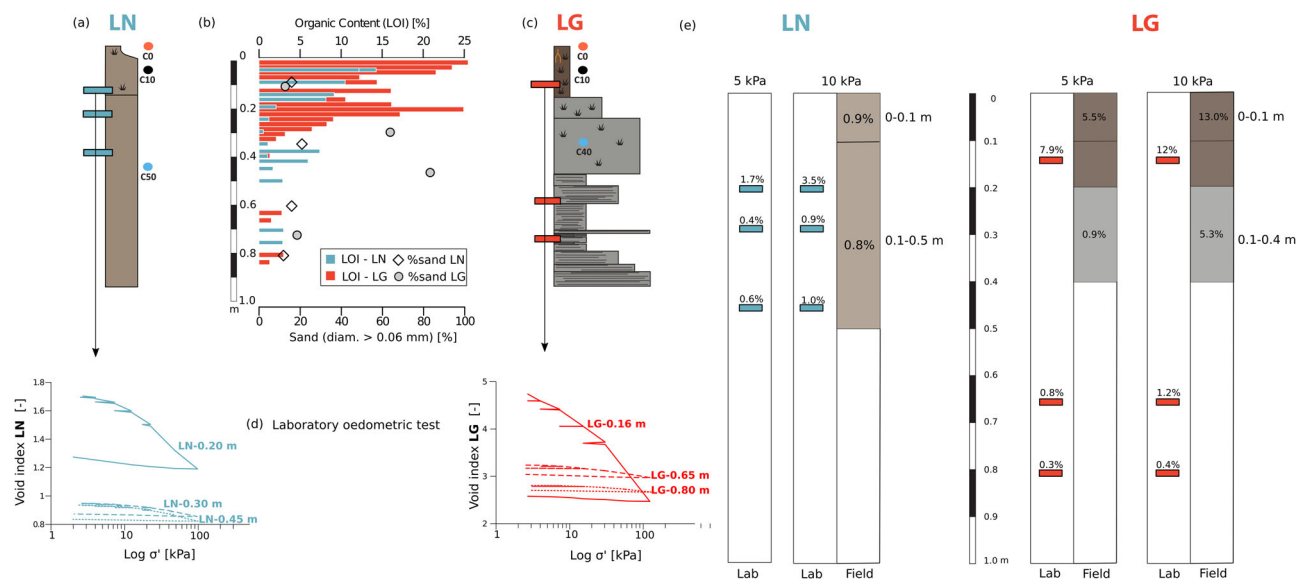 (a)
LN
C0
C10
C50
(b)
Organic Content (LOI) [%]
0 5 10 15 20 25
0
0.2
0.4
0.6
0.8
1.0
m
LOI - LN
%sand LN
LOI - LG
%sand LG
0 20 40 60 80 100
Sand (diam. > 0.06 mm) [%]
(c)
LG
C0
C10
C40
(d) Laboratory oedometric test
Void index LN [-]
1.8
1.6
1.4
1.2
1
0.8
LN-0.20 m
LN-0.30 m
LN-0.45 m
1 10 100
Log σ' [kPa]
Void index LG [-]
5
4
3
2
LG-0.16 m
LG-0.65 m
LG-0.80 m
1 10 100
Log σ' [kPa]
(e)
LN
5 kPa 10 kPa
1.7%
0.4%
0.6%
3.5%
0.9%
1.0%
0.9%
0.8%
0-0.1 m
0.1-0.5 m
Lab Lab Field
LG
5 kPa 10 kPa
0
0.1
0.2
0.3
0.4
0.5
0.6
0.7
0.8
0.9
1.0 m
7.9%
0.8%
0.3%
5.5%
0.9%
12%
1.2%
0.4%
13.0%
5.3%
0-0.1 m
0.1-0.4 m
Lab Field Lab Field